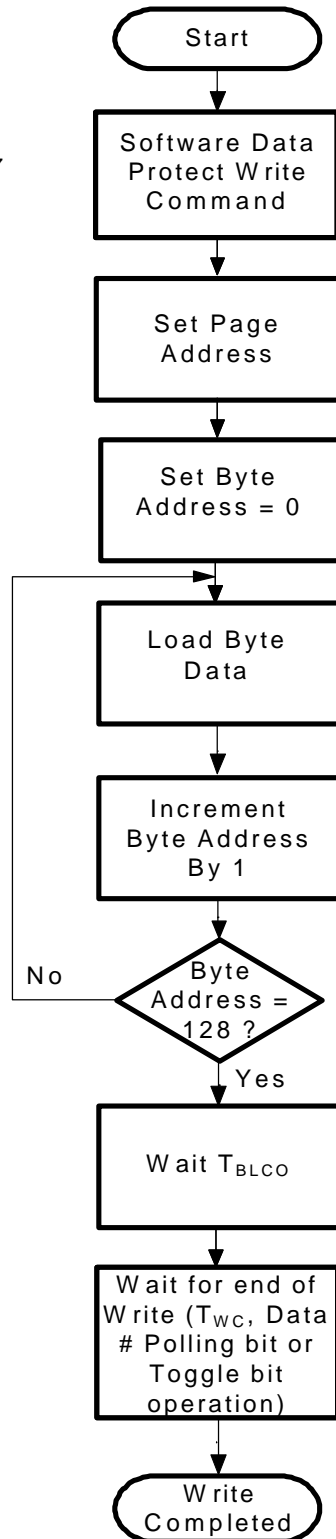 Start
Software Data
Protect Write
Command
Set Page
Address
Set Byte
Address = 0
Load Byte
Data
Increment
Byte Address
By 1
No
Byte
Address =
128 ?
Yes
Wait TBLCO
Wait for end of
Write (TWC, Data
# Polling bit or
Toggle bit
operation)
Write
Completed